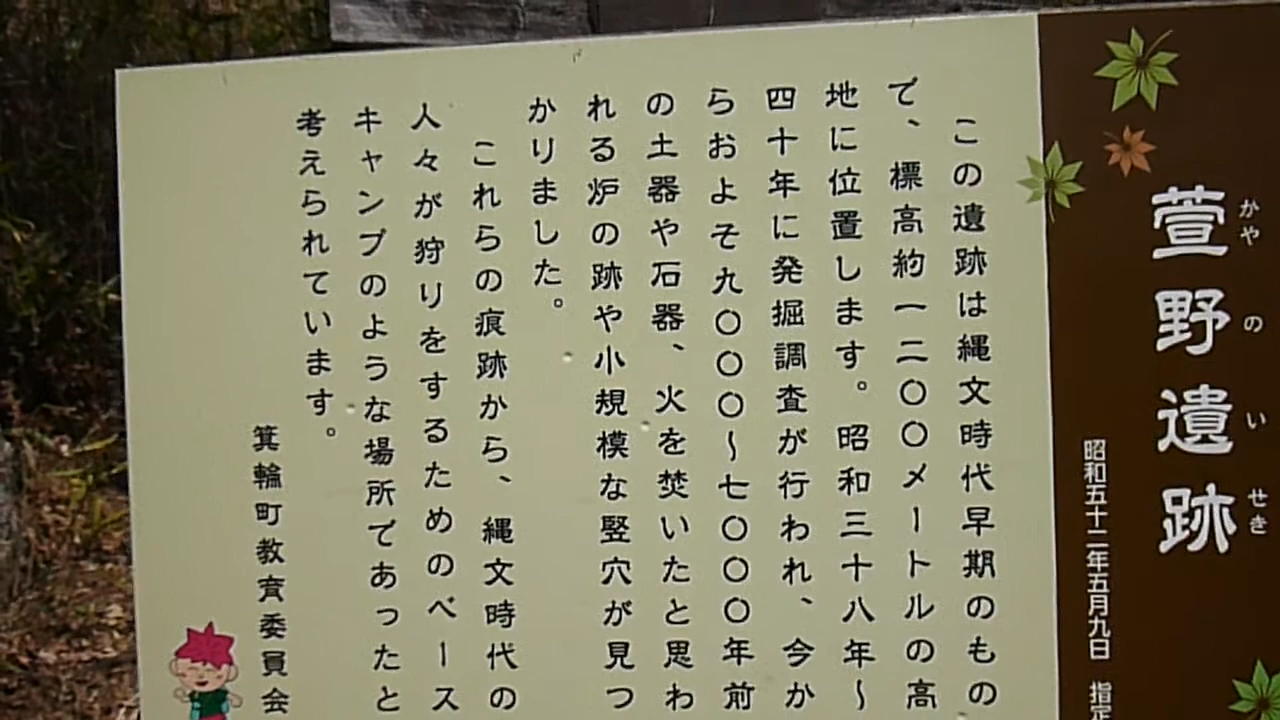 萱野遺跡
かやのいせき
昭和五十二年五月九日 指定
この遺跡は縄文時代早期のもの
で、標高約一二〇〇メートルの高
地に位置します。昭和三十八年〜
四十年に発掘調査が行われ、今か
らおよそ九〇〇〇〜七〇〇〇年前
の土器や石器、火を焚いたと思わ
れる炉の跡や小規模な竪穴が見つ
かりました。
これらの痕跡から、縄文時代の
人々が狩りをするためのベース
キャンプのような場所であったと
考えられています。
箕輪町教育委員会